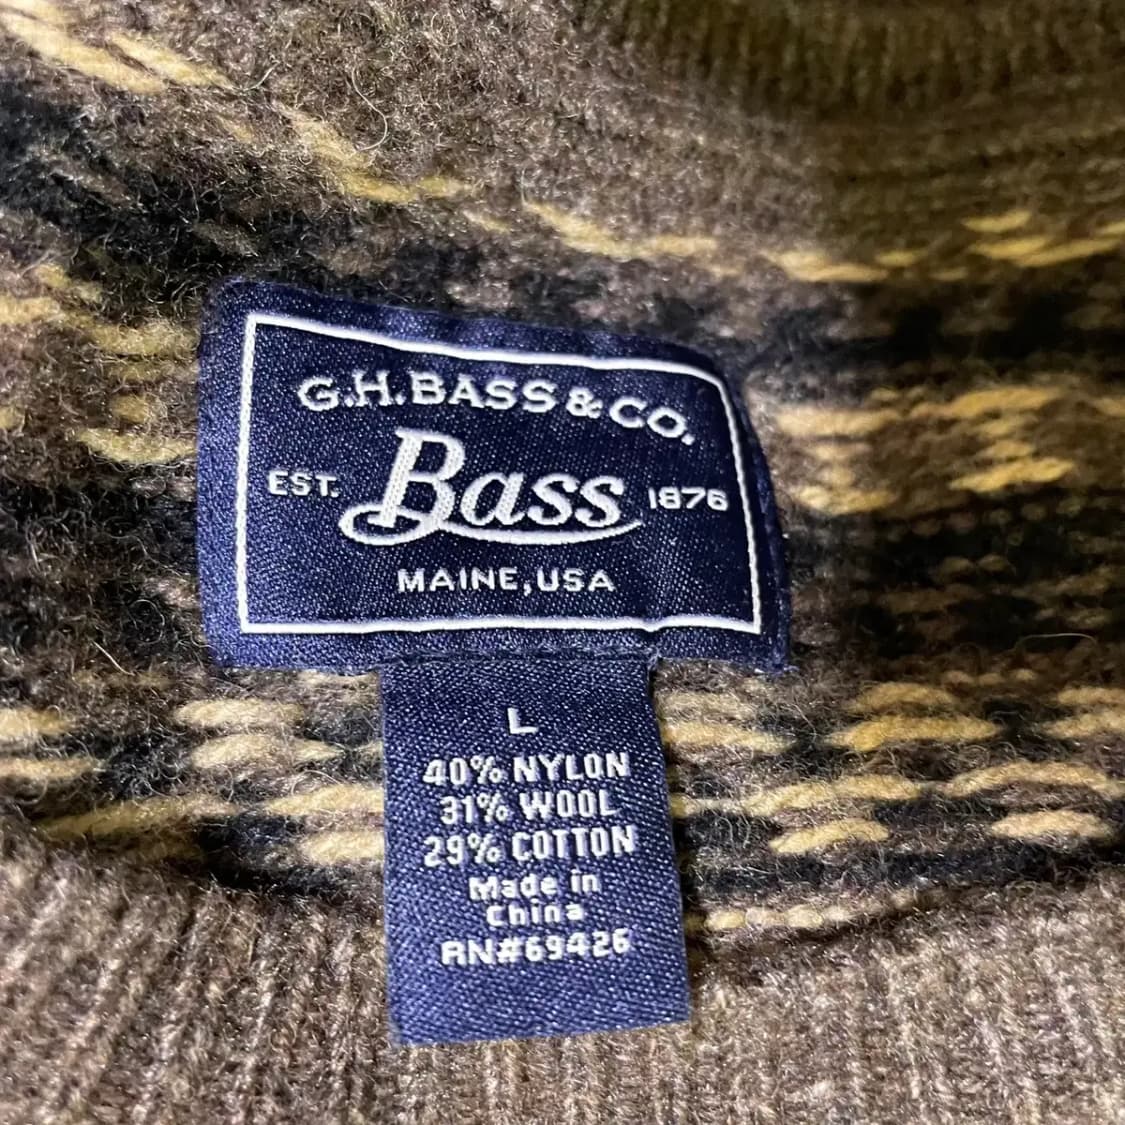 G.H.BASS & CO.
EST. Bass 1876
MAINE, USA
L
40% NYLON
31% WOOL
29% COTTON
Made in
China
RN#69426